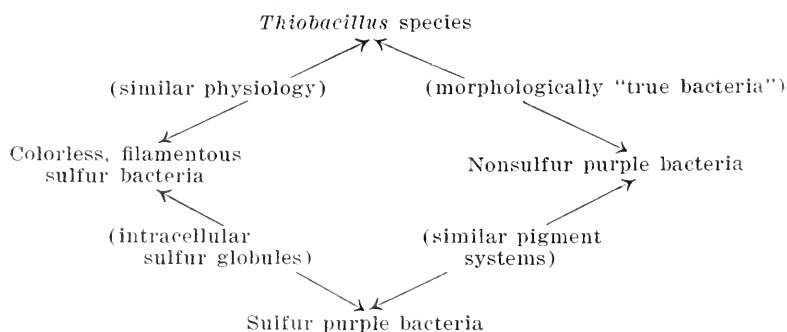 Thiobacillus species
(similar physiology)
(morphologically “true bacteria”)
Colorless, filamentous
sulfur bacteria
Nonsulfur purple bacteria
(intracellular
sulfur globules)
(similar pigment
systems)
Sulfur purple bacteria